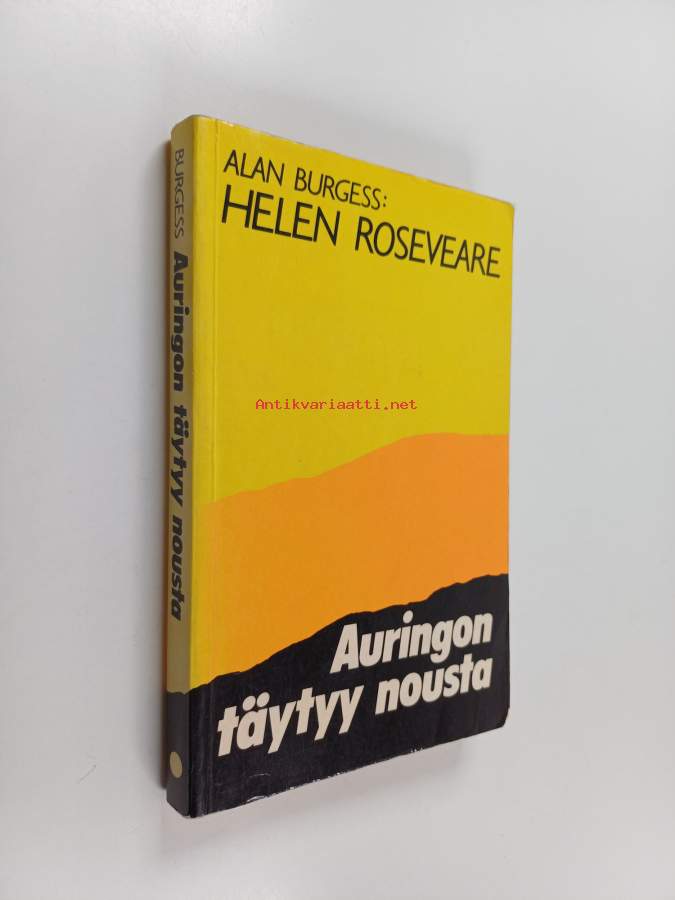 ALAN BURGESS:
HELEN ROSEVEARE
Antikvariaatti.net
Auringon
täytyy nousta
BURGESS Auringon täytyy nousta